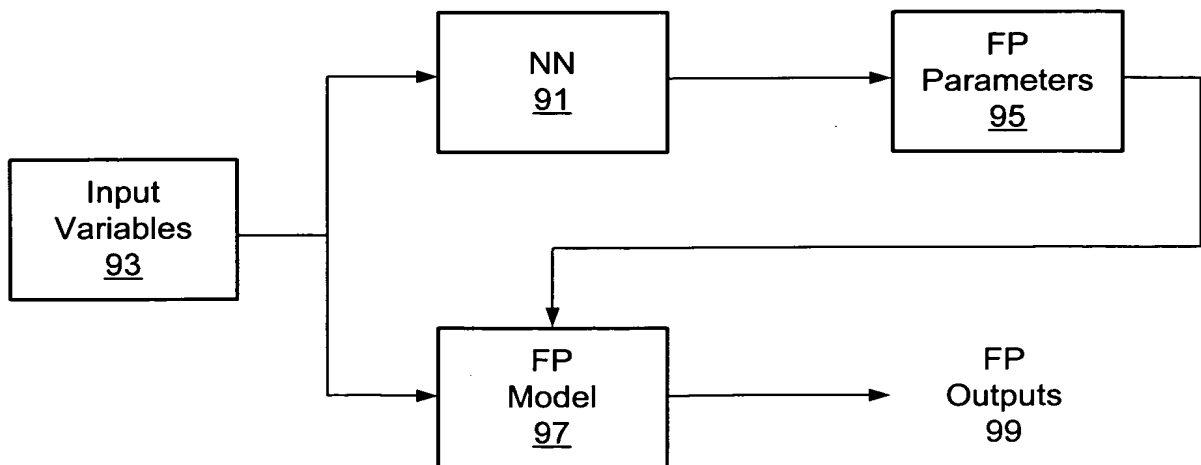 NN
91
FP
Parameters
95
Input
Variables
93
FP
Model
97
FP
Outputs
99